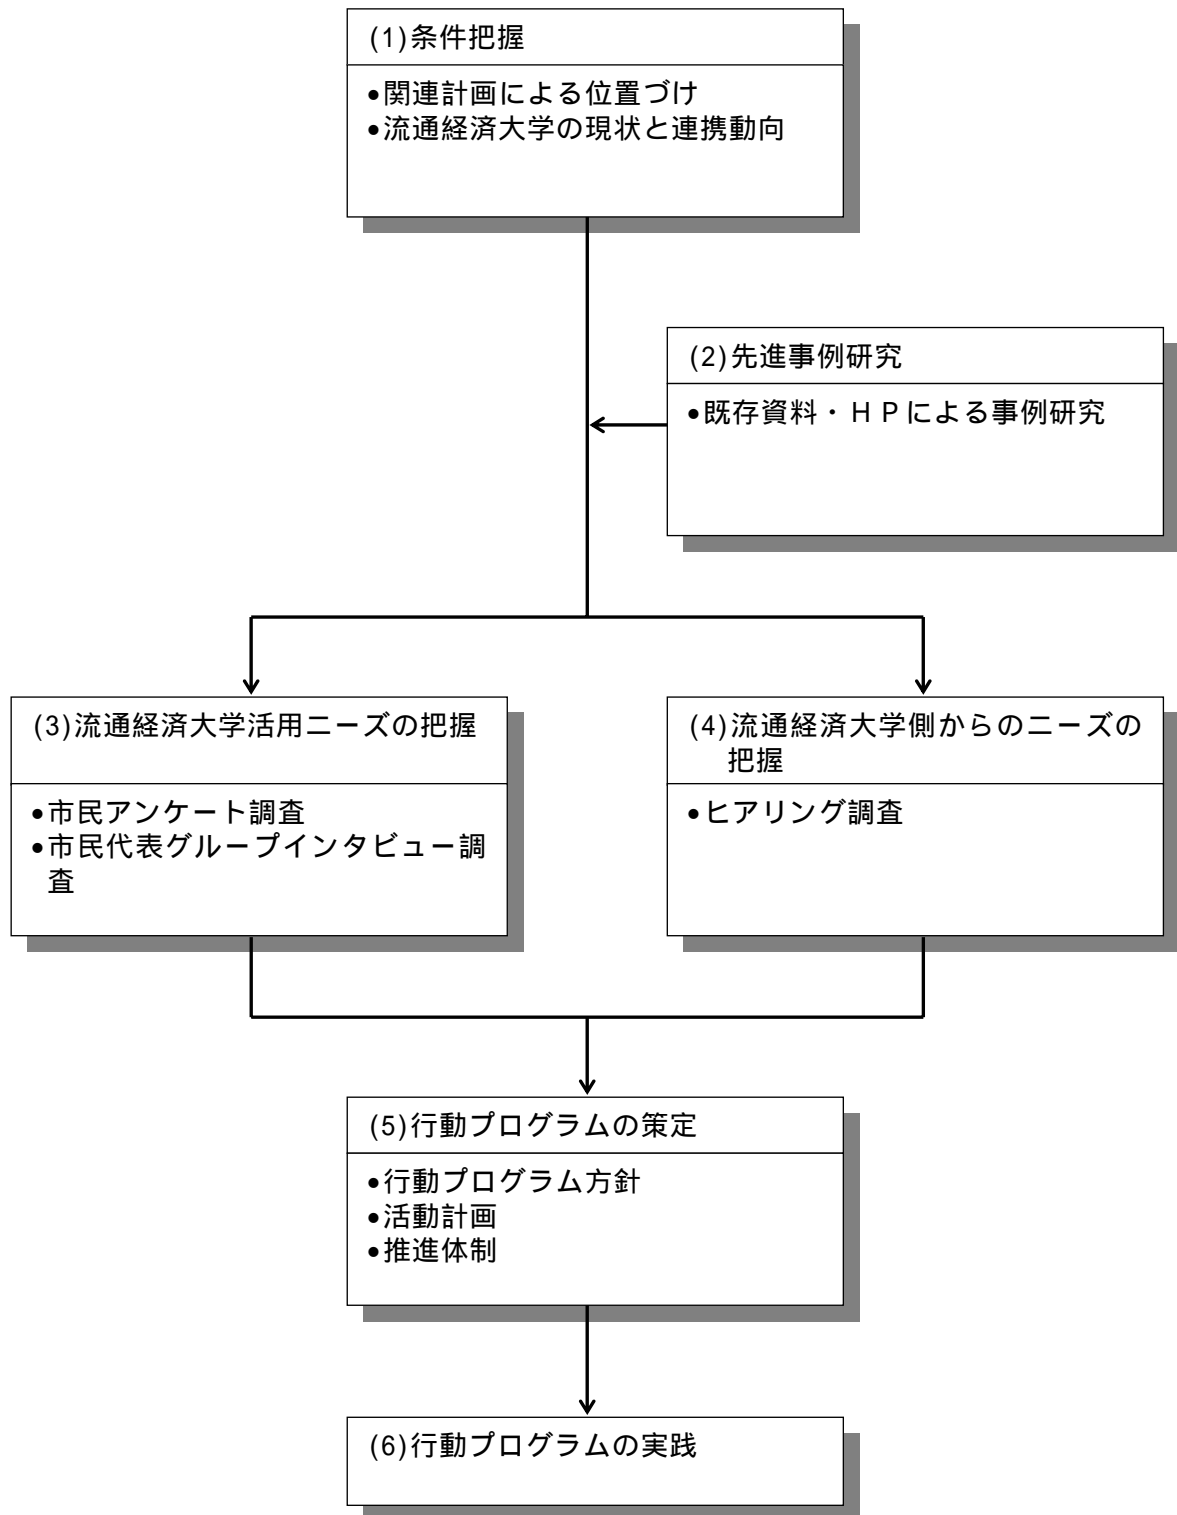 (1)条件把握
•関連計画による位置づけ
•流通経済大学の現状と連携動向
(2)先進事例研究
•既存資料・ＨＰによる事例研究
(3)流通経済大学活用ニーズの把握
•市民アンケート調査
•市民代表グループインタビュー調
査
(4)流通経済大学側からのニーズの
把握
•ヒアリング調査
(5)行動プログラムの策定
•行動プログラム方針
•活動計画
•推進体制
(6)行動プログラムの実践